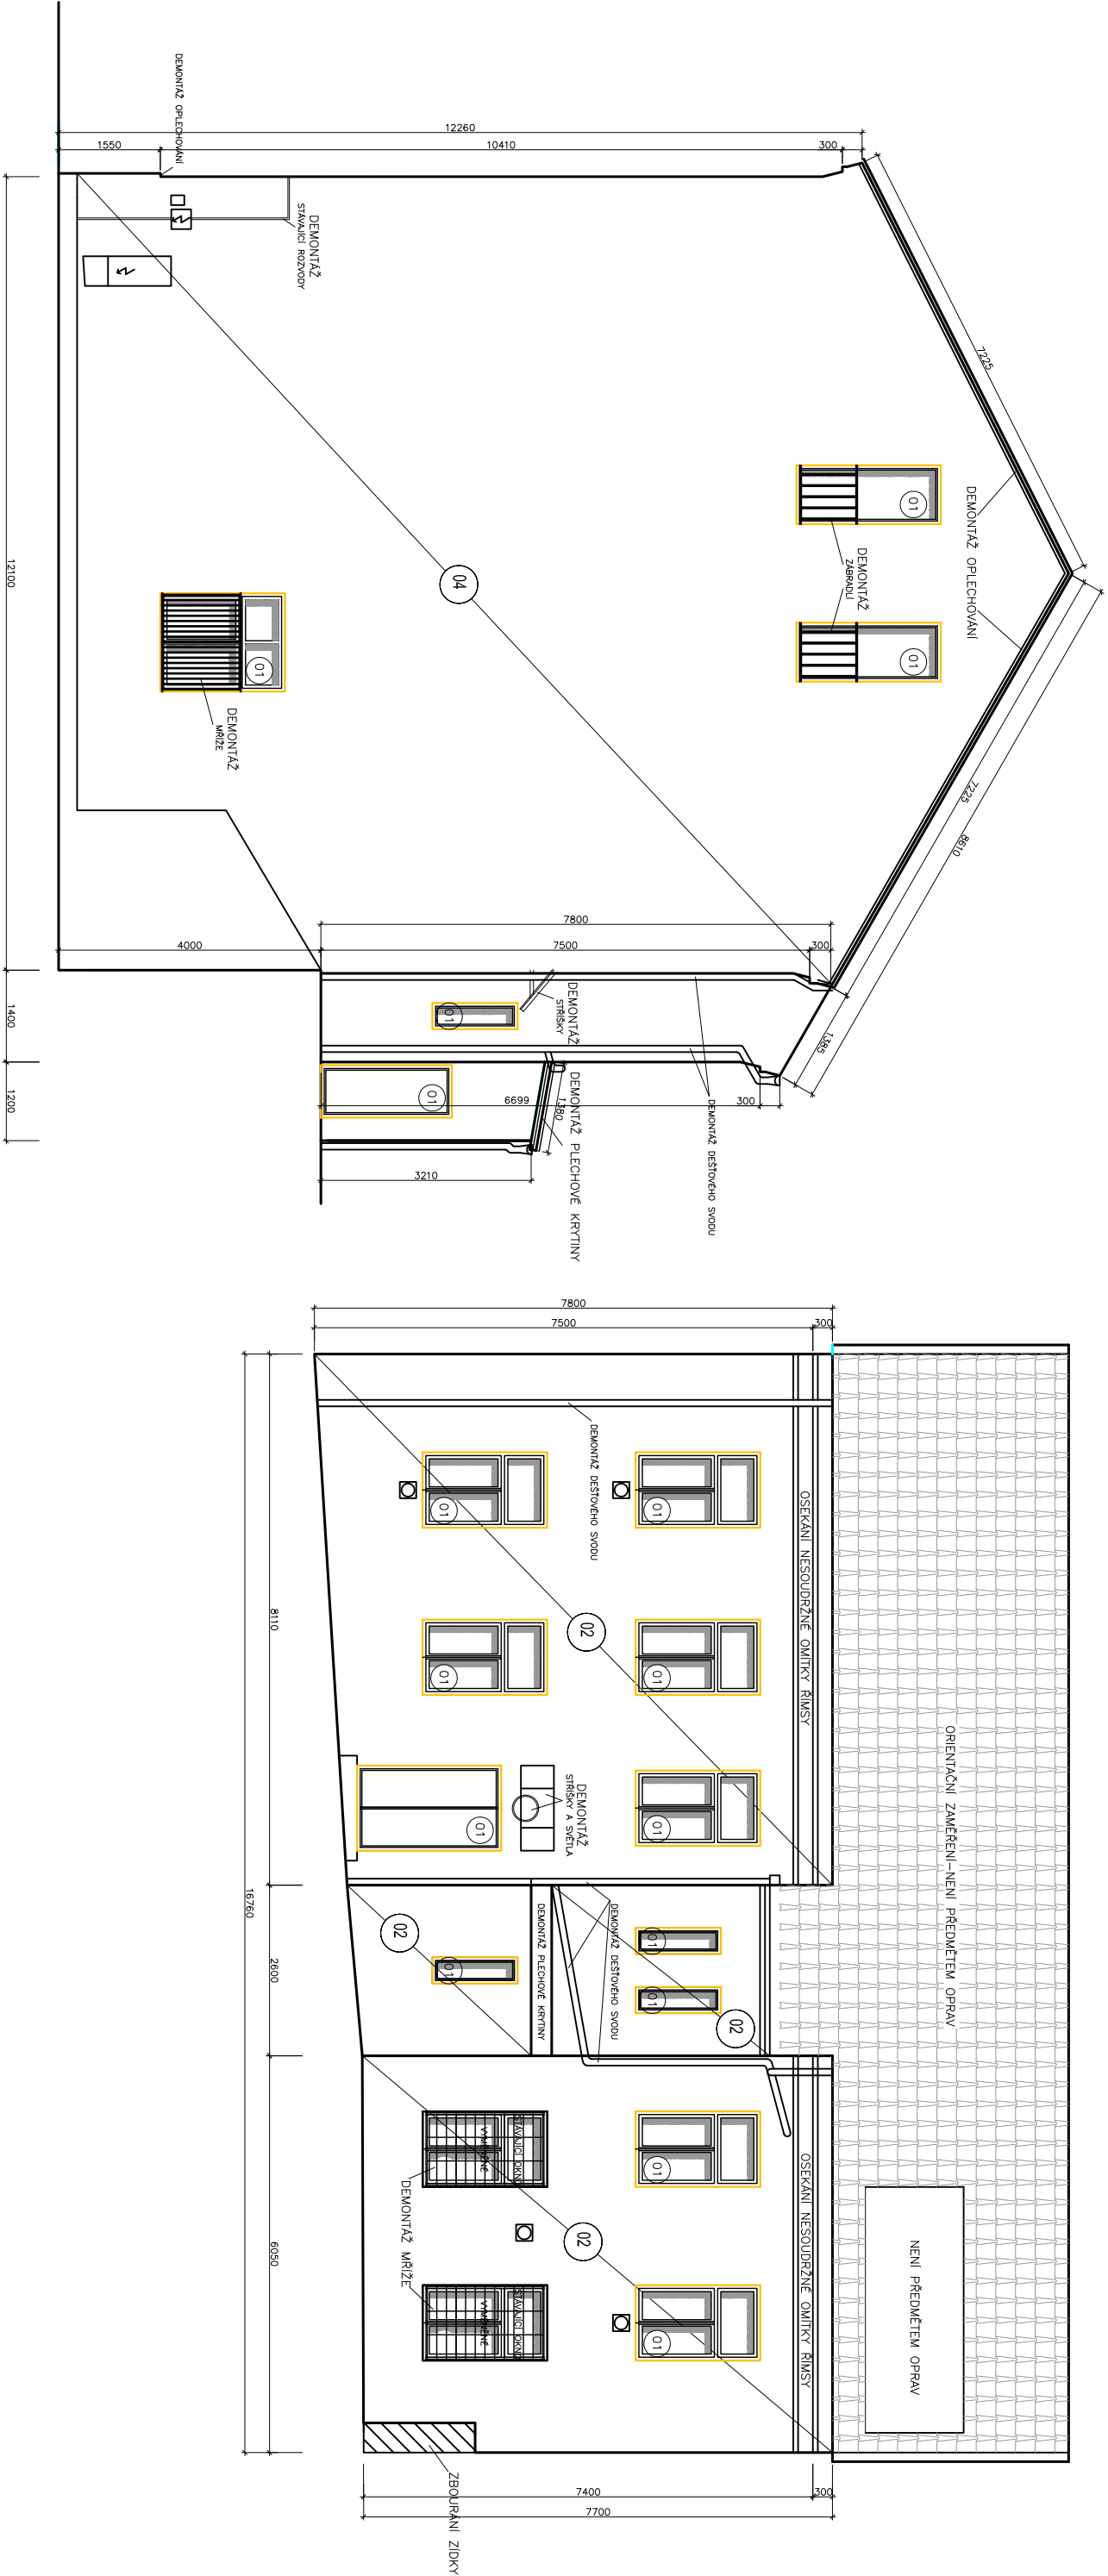 DEMONTÁŽ OPLECHOVÁNÍ
12260
1550
10410
300
DEMONTÁŽ
STÁVAJÍCÍ ROZVODY
7225
DEMONTÁŽ OPLECHOVÁNÍ
01
01
DEMONTÁŽ
ZÁBRADLÍ
04
01
DEMONTÁŽ
MŘÍŽE
12100
7225
8610
7800
4000
7500
300
DEMONTÁŽ
STŘÍŠKY
01
1385
1400
DEMONTÁŽ PLECHOVÉ KRYTINY
1380
01
6699
300
DEMONTÁŽ DEŠŤOVÉHO SVODU
1200
3210
7800
7500
300
DEMONTÁŽ DEŠŤOVÉHO SVODU
OSEKÁNÍ NESOUDRŽNÉ OMÍTKY ŘÍMSY
01
01
02
01
01
01
01
DEMONTÁŽ
STŘÍŠKY A SVĚTLA
ORIENTAČNÍ ZAMĚŘENÍ-NENÍ PŘEDMĚTEM OPRAV
8110
16760
2600
02
01
DEMONTÁŽ PLECHOVÉ KRYTINY
DEMONTÁŽ DEŠŤOVÉHO SVODU
01
01
02
STÁVAJÍCÍ OKNO
VYMĚNĚNÉ
01
OSEKÁNÍ NESOUDRŽNÉ OMÍTKY ŘÍMSY
DEMONTÁŽ MŘÍŽE
02
STÁVAJÍCÍ OKNO
VYMĚNĚNÉ
01
NENÍ PŘEDMĚTEM OPRAV
6050
ZBOURÁNÍ ZÍDKY
7400
300
7700